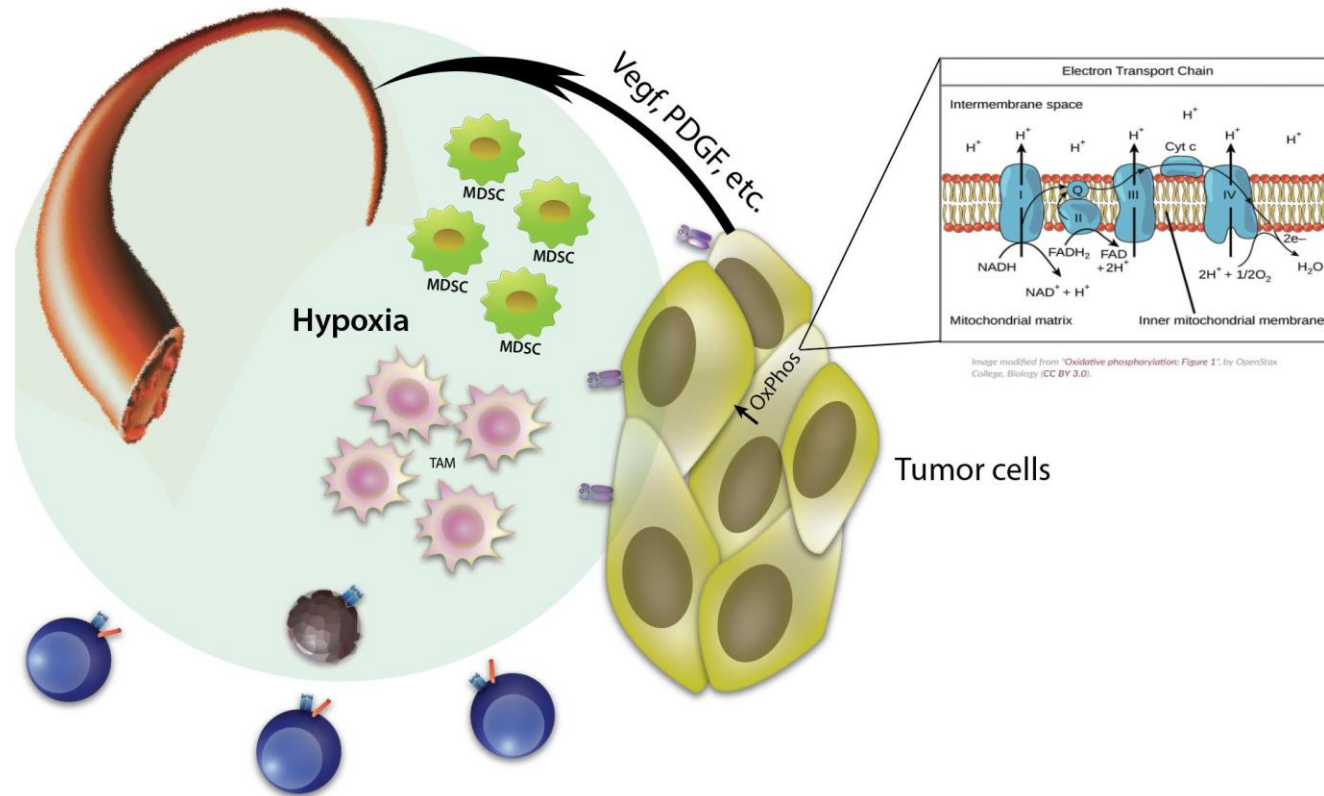 Vegf, PDGF, etc.
MDSC
MDSC
MDSC
MDSC
Hypoxia
TAM
↑OxPhos
Tumor cells
Electron Transport Chain
Intermembrane space
H+
H+
H+
H+
H+
Cyt c
H+
H+
I
Q
II
III
IV
NADH
NAD+ + H+
FADH2
FAD
+2H+
2e–
2H+ + 1/2O2
H2O
Mitochondrial matrix
Inner mitochondrial membrane
Image modified from "Oxidative phosphorylation: Figure 1", by OpenStax
College, Biology (CC BY 3.0).